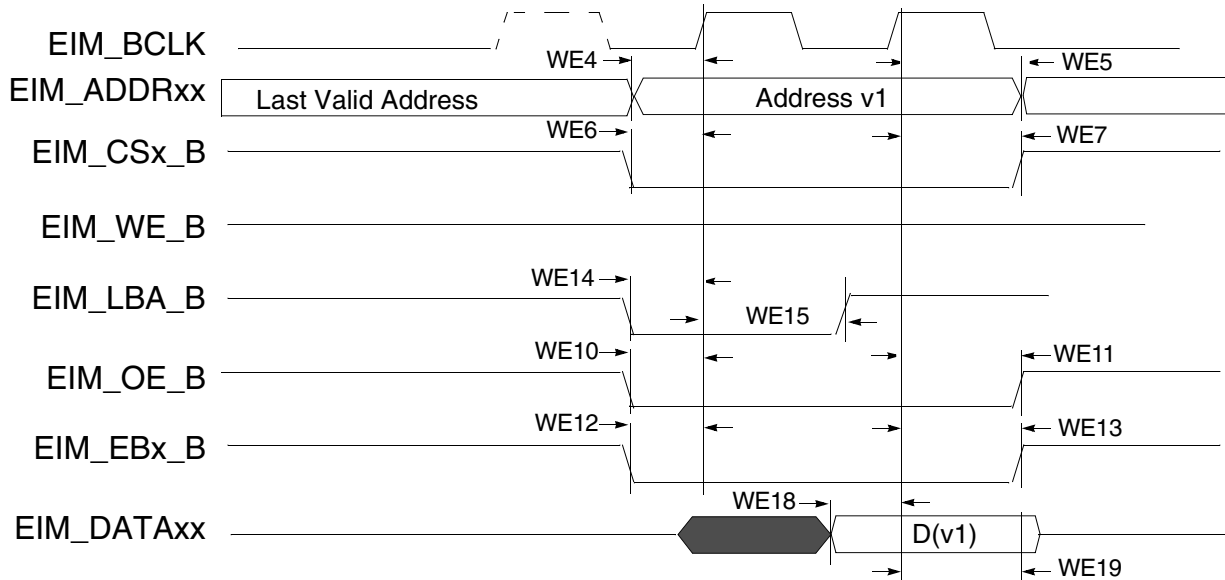 EIM_BCLK
WE4
WE5
EIM_ADDRxx
Last Valid Address
Address v1
WE6
WE7
EIM_CSx_B
EIM_WE_B
WE14
EIM_LBA_B
WE15
WE10
WE11
EIM_OE_B
WE12
WE13
EIM_EBx_B
WE18
EIM_DATAxx
D(v1)
WE19